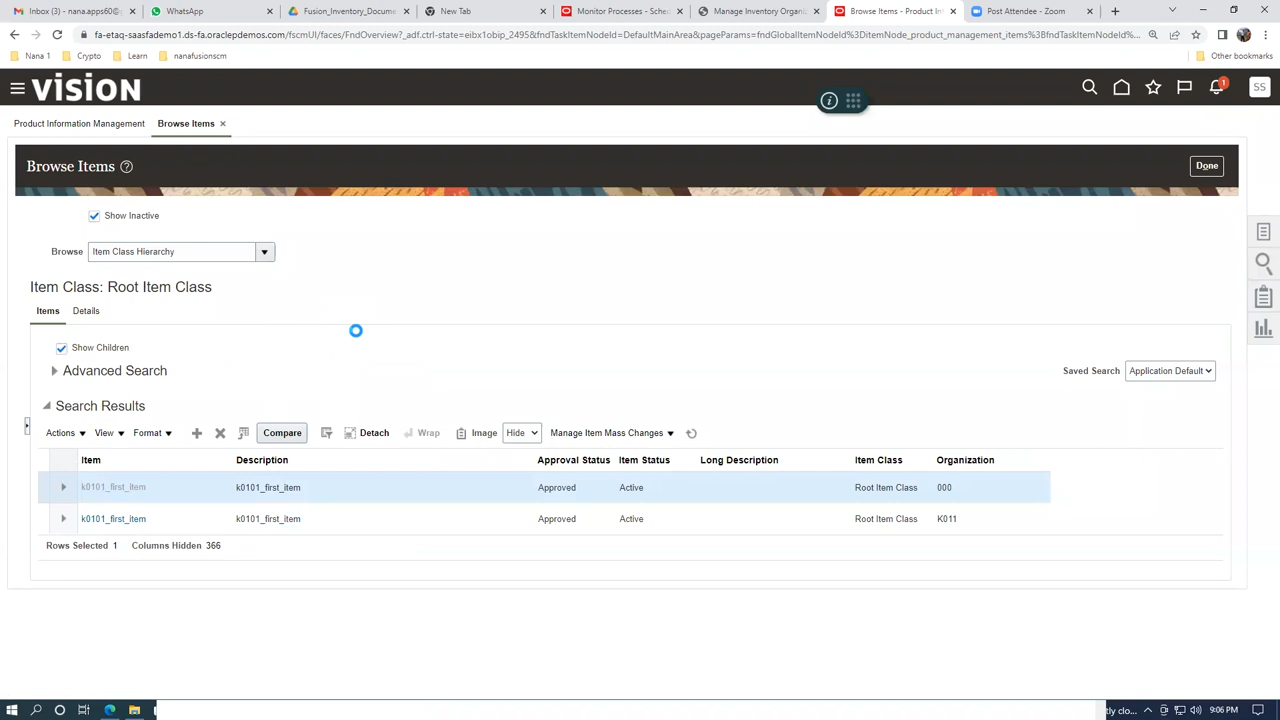 Inbox (3) - nana.apps60@g
WhatsApp
Fusion_Inventory_Docume
New Tab
Monitor Processes - Sche
Manage Inventory Organiz
Browse Items - Product In
Post Attendee - Zoom
fa-etaq-saasfademo1.ds-fa.oraclepdemos.com/fscmUI/faces/FndOverview?_adf.ctrl-state=eibx1obip_2495&fndTaskItemNodeId=DefaultMainArea&pageParams=fndGlobalItemNodeId%3DitemNode_product_management_items%3BfndTaskItemNodeId%...
Nana 1
Crypto
Learn
nanafusionscm
Other bookmarks
VISION
1
SS
Product Information Management
Browse Items
Browse Items
Done
Show Inactive
Browse Item Class Hierarchy
Item Class: Root Item Class
Items Details
Show Children
Advanced Search
Saved Search Application Default
Search Results
Actions View Format Compare Detach Wrap Image Hide Manage Item Mass Changes
Item Description Approval Status Item Status Long Description Item Class Organization
k0101_first_item k0101_first_item Approved Active Root Item Class 000
k0101_first_item k0101_first_item Approved Active Root Item Class K011
Rows Selected 1 Columns Hidden 366
tly clo... 9:06 PM